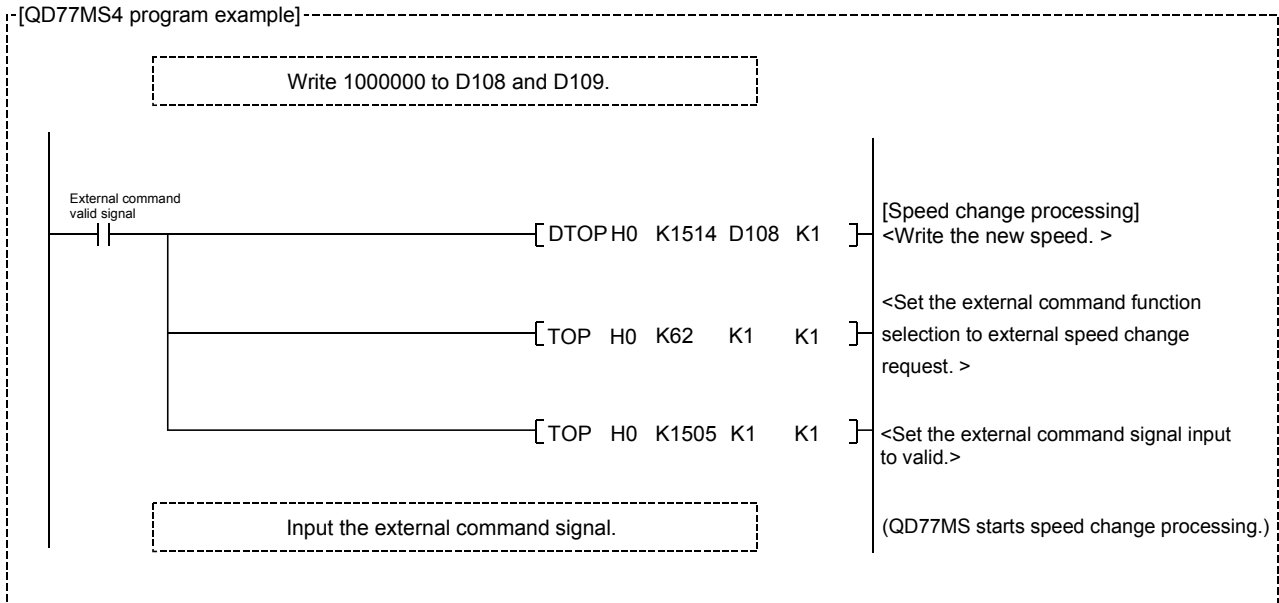 [QD77MS4 program example]
Write 1000000 to D108 and D109.
External command
valid signal
DTOP H0 K1514 D108 K1
[Speed change processing]
<Write the new speed. >
TOP H0 K62 K1 K1
<Set the external command function
selection to external speed change
request. >
TOP H0 K1505 K1 K1
<Set the external command signal input
to valid.>
Input the external command signal.
(QD77MS starts speed change processing.)